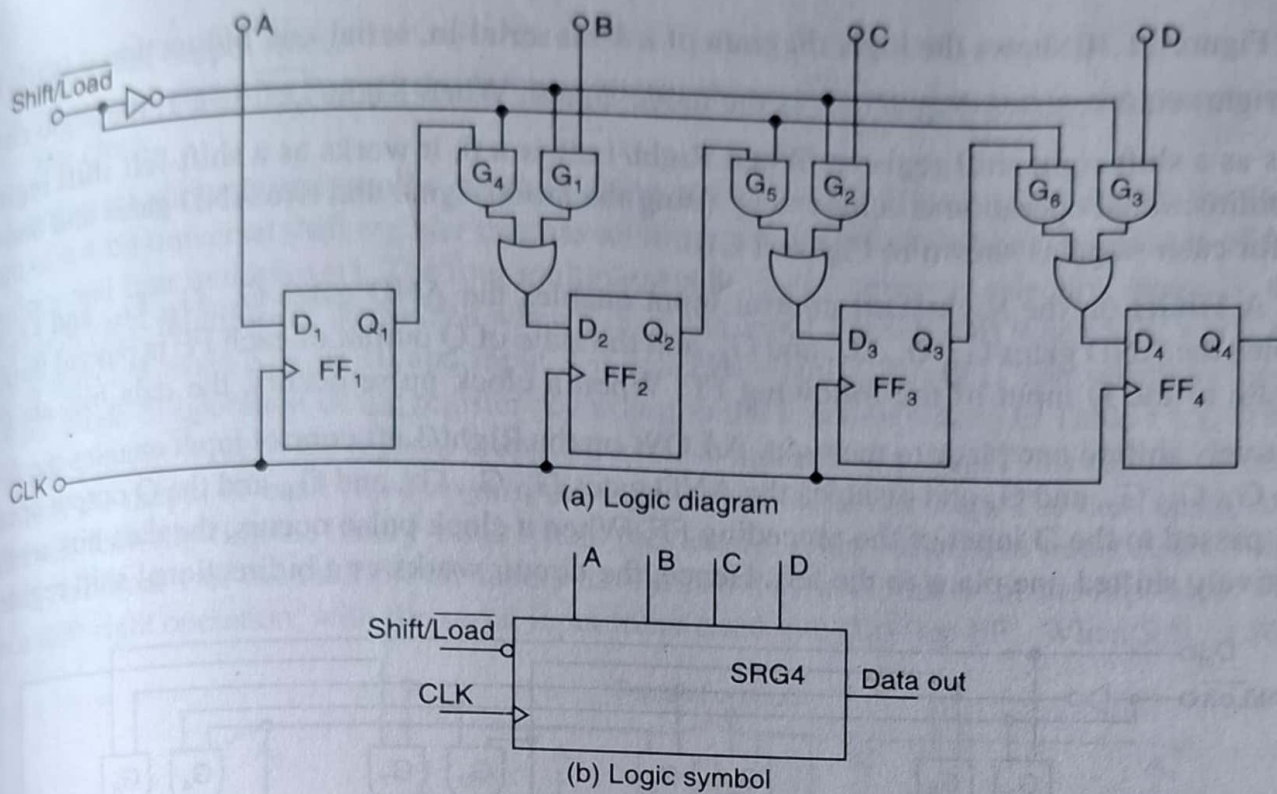 A B C D
Shift/Load
G4 G1 G5 G2 G6 G3
D1 Q1 D2 Q2 D3 Q3 D4 Q4
FF1 FF2 FF3 FF4
CLK
(a) Logic diagram
A B C D
Shift/Load
SRG4
Data out
CLK
(b) Logic symbol